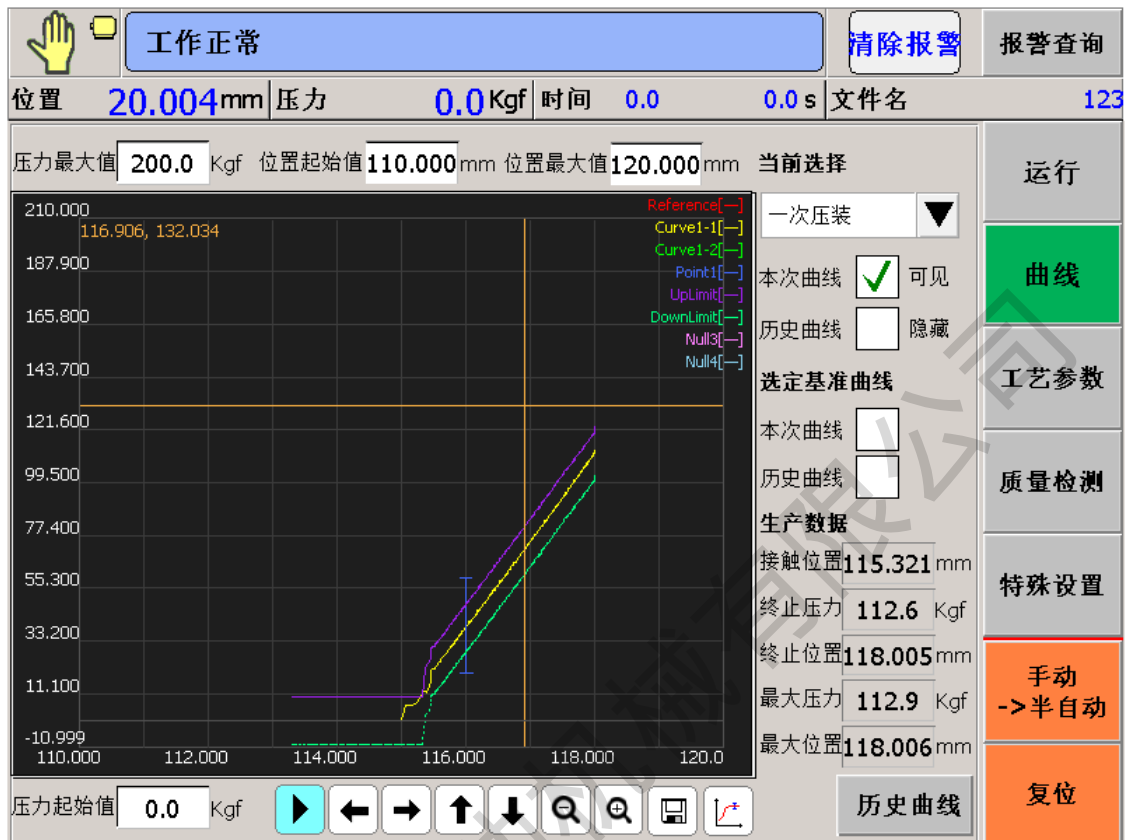 工作正常
清除报警
报警查询
位置 20.004mm 压力 0.0 Kgf 时间 0.0 0.0 s 文件名 123
压力最大值 200.0 Kgf 位置起始值 110.000 mm 位置最大值 120.000 mm
当前选择
一次压装
本次曲线 可见
历史曲线 隐藏
选定基准曲线
本次曲线
历史曲线
生产数据
接触位置 115.321 mm
终止压力 112.6 Kgf
终止位置 118.005 mm
最大压力 112.9 Kgf
最大位置 118.006 mm
历史曲线
210.000
187.900
165.800
143.700
121.600
99.500
77.400
55.300
33.200
11.100
-10.999
116.906, 132.034
Reference[—]
Curve1-1[—]
Curve1-2[—]
Point1[—]
UpLimit[—]
DownLimit[—]
Null3[—]
Null4[—]
110.000 112.000 114.000 116.000 118.000 120.0
压力起始值 0.0 Kgf
运行
曲线
工艺参数
质量检测
特殊设置
手动
->半自动
复位
机械有限公司